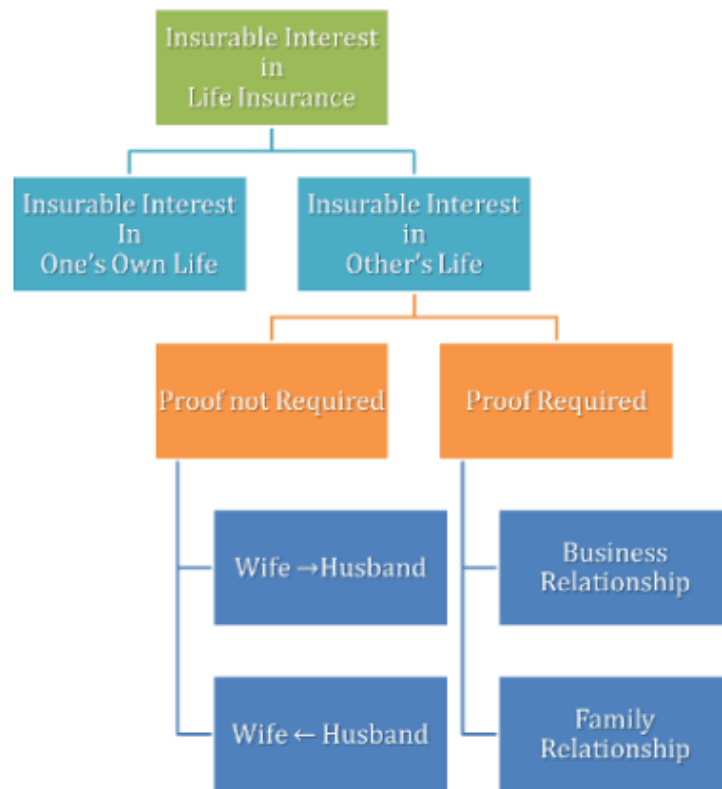 Insurable Interest
in
Life Insurance
Insurable Interest
In
One's Own Life
Insurable Interest
in
Other's Life
Proof not Required
Proof Required
Wife →Husband
Business
Relationship
Wife ← Husband
Family
Relationship